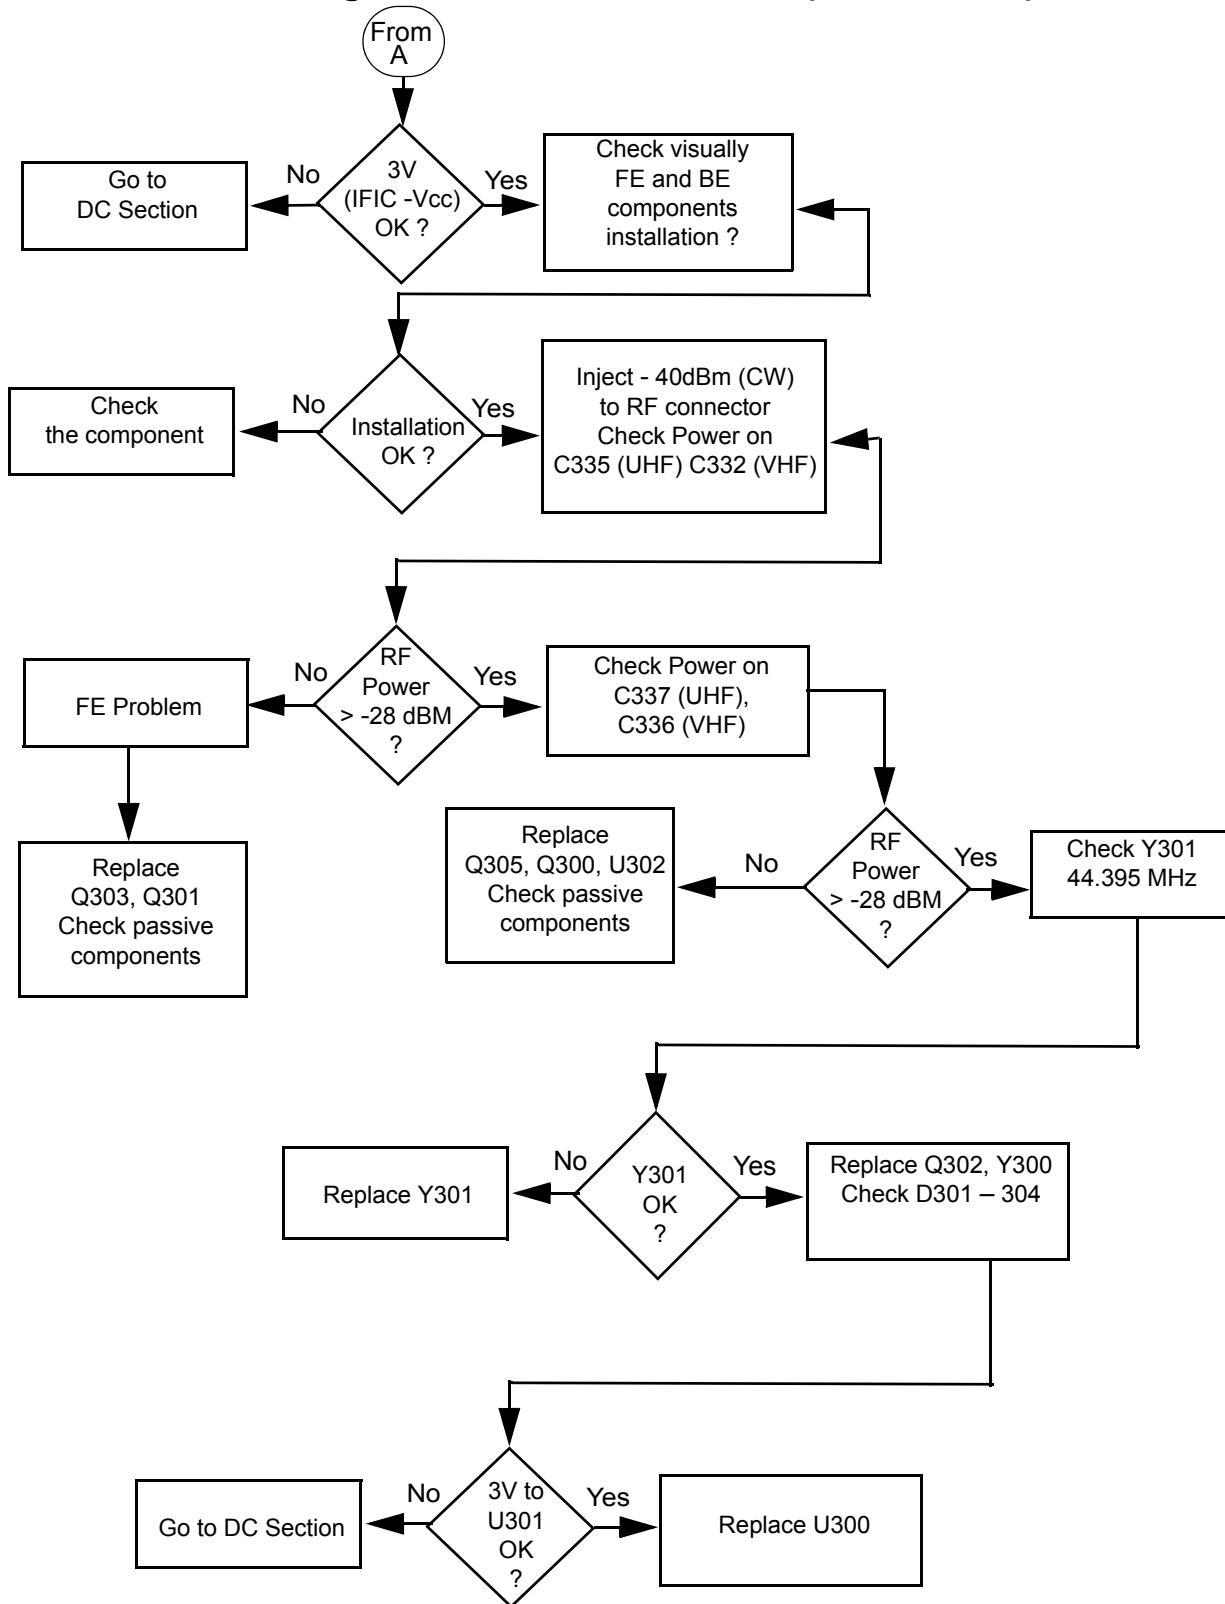 From
A
3V
(IFIC -Vcc)
OK ?
No
Yes
Go to
DC Section
Check visually
FE and BE
components
installation ?
Installation
OK ?
No
Yes
Check
the component
Inject - 40dBm (CW)
to RF connector
Check Power on
C335 (UHF) C332 (VHF)
RF
Power
> -28 dBM
?
No
Yes
FE Problem
Replace
Q303, Q301
Check passive
components
Check Power on
C337 (UHF),
C336 (VHF)
RF
Power
> -28 dBM
?
No
Yes
Replace
Q305, Q300, U302
Check passive
components
Check Y301
44.395 MHz
Y301
OK
?
No
Yes
Replace Y301
Replace Q302, Y300
Check D301 – 304
3V to
U301
OK
?
No
Yes
Go to DC Section
Replace U300